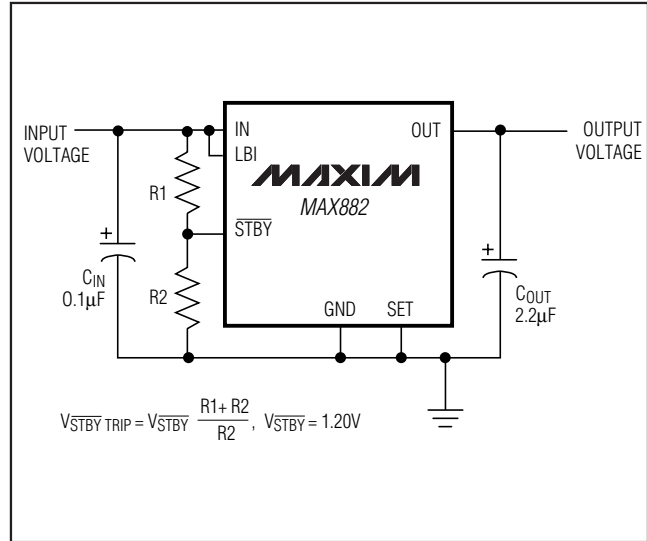 INPUT
VOLTAGE
IN
LBI
OUT
OUTPUT
VOLTAGE
R1
MAXIM
MAX882
STBY
+
CIN
0.1µF
R2
+
COUT
2.2µF
GND SET
VSTBY TRIP = VSTBY R1+ R2 / R2, VSTBY = 1.20V